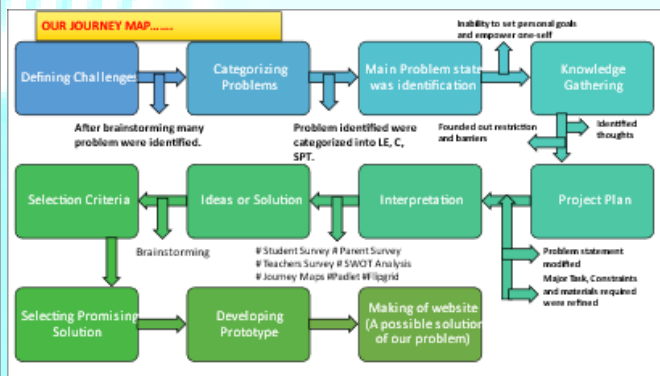 OUR JOURNEY MAP…….
Inability to set personal goals
and empower one-self
Defining Challenges
Categorizing
Problems
Main Problem state
was identification
Knowledge
Gathering
After brainstorming many
problem were identified.
Problem identified were
categorized into LE, C,
SPT.
Founded out restriction
and barriers
Identified
thoughts
Selection Criteria
Ideas or Solution
Interpretation
Project Plan
Brainstorming
# Student Survey # Parent Survey
# Teachers Survey # SWOT Analysis
# Journey Maps #Padlet #Flipgrid
Problem statement
modified
Major Task, Constraints
and materials required
were refined
Selecting Promising
Solution
Developing
Prototype
Making of website
(A possible solution
of our problem)